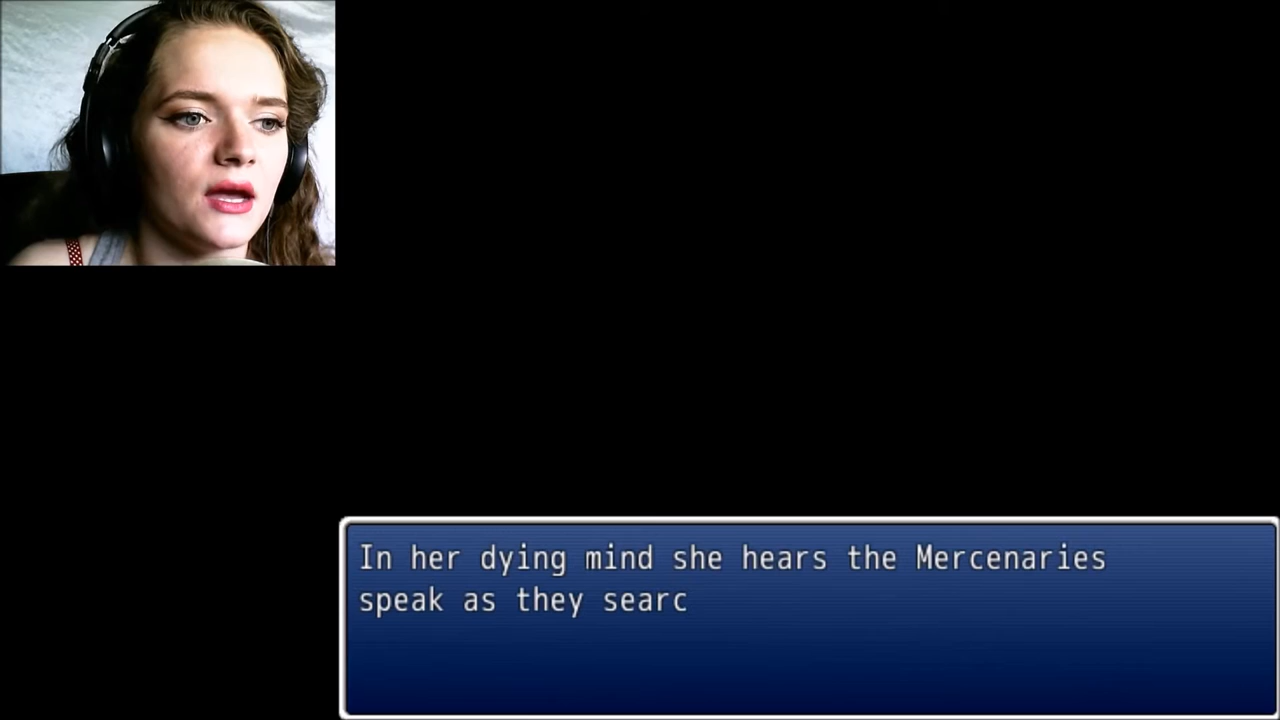 In her dying mind she hears the Mercenaries
speak as they searc